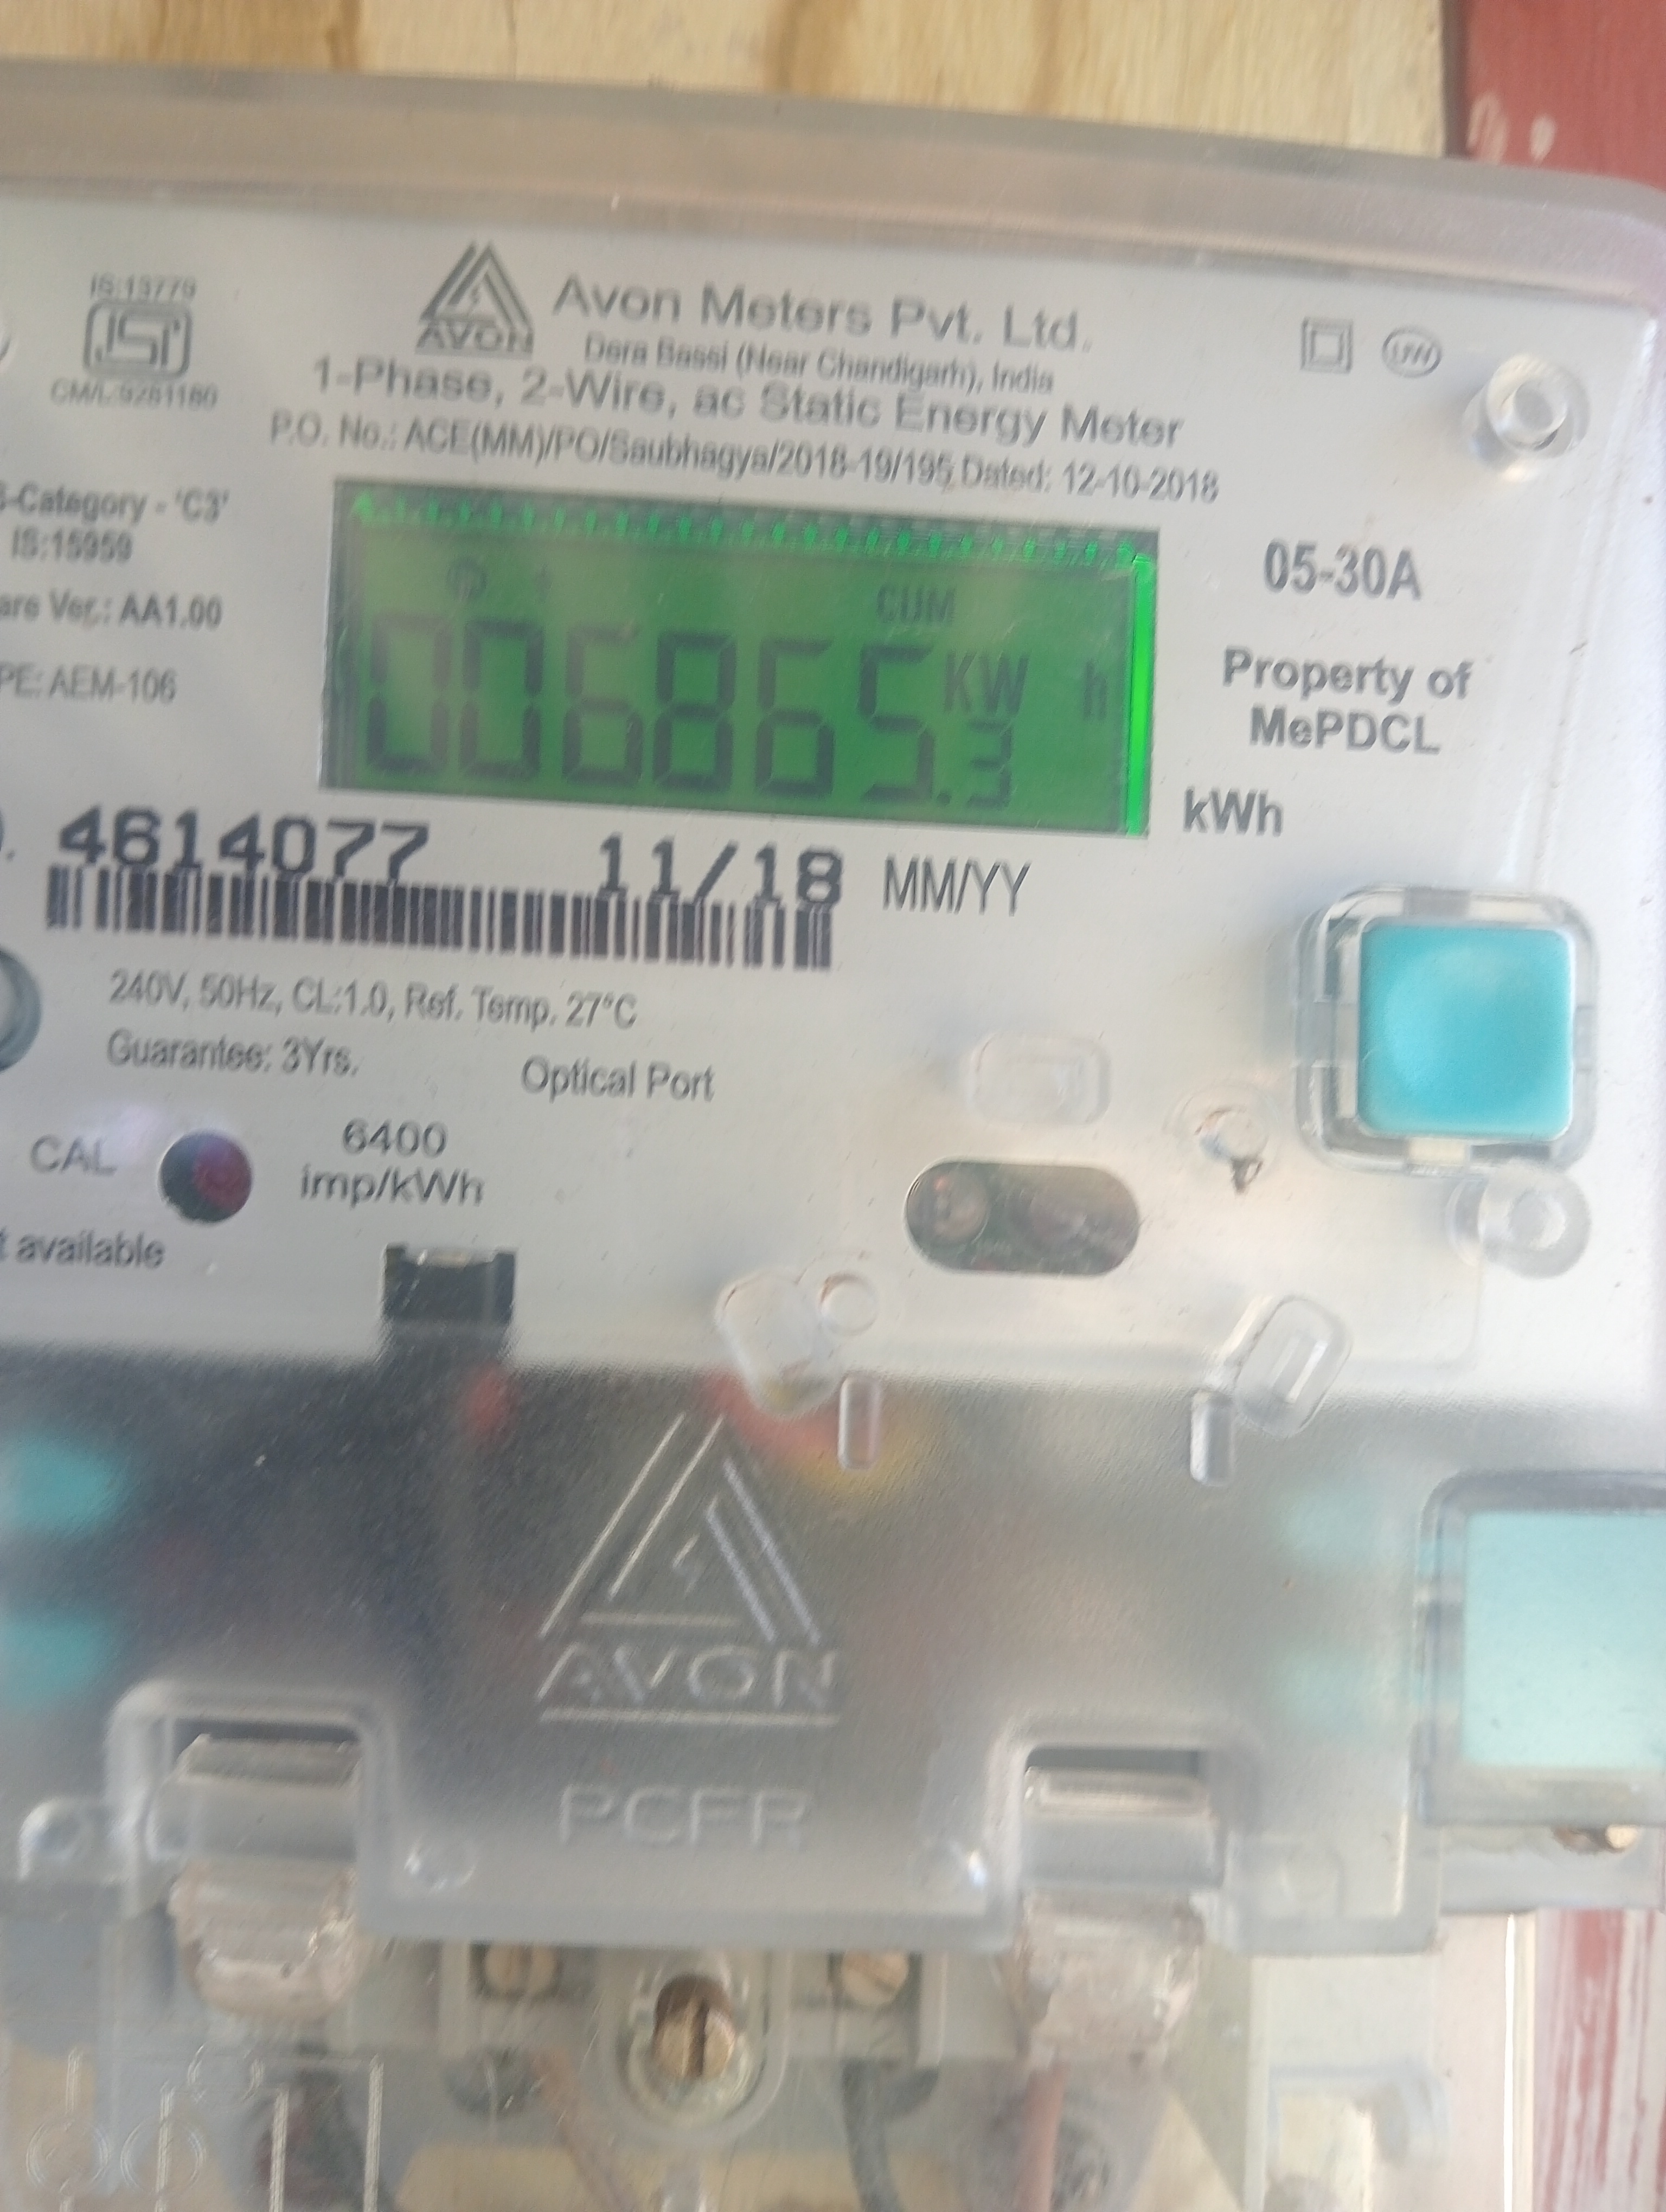 IS:13779
ISI
CM/L-9261180
AVON
Avon Meters Pvt. Ltd.
Dera Bassi (Near Chandigarh), India
1-Phase, 2-Wire, ac Static Energy Meter
P.O. No.: ACE(MM)/PO/Saubhagya/2018-19/195 Dated: 12-10-2018
-Category - 'C3'
IS:15959
are Ver.: AA1.00
PE: AEM-106
CUM
006865.3 KW h
05-30A
Property of
MePDCL
kWh
4614077 11/18 MM/YY
240V, 50Hz, CL:1.0, Ref. Temp. 27°C
Guarantee: 3Yrs.
Optical Port
CAL
6400
imp/kWh
available
AVON
PCFR